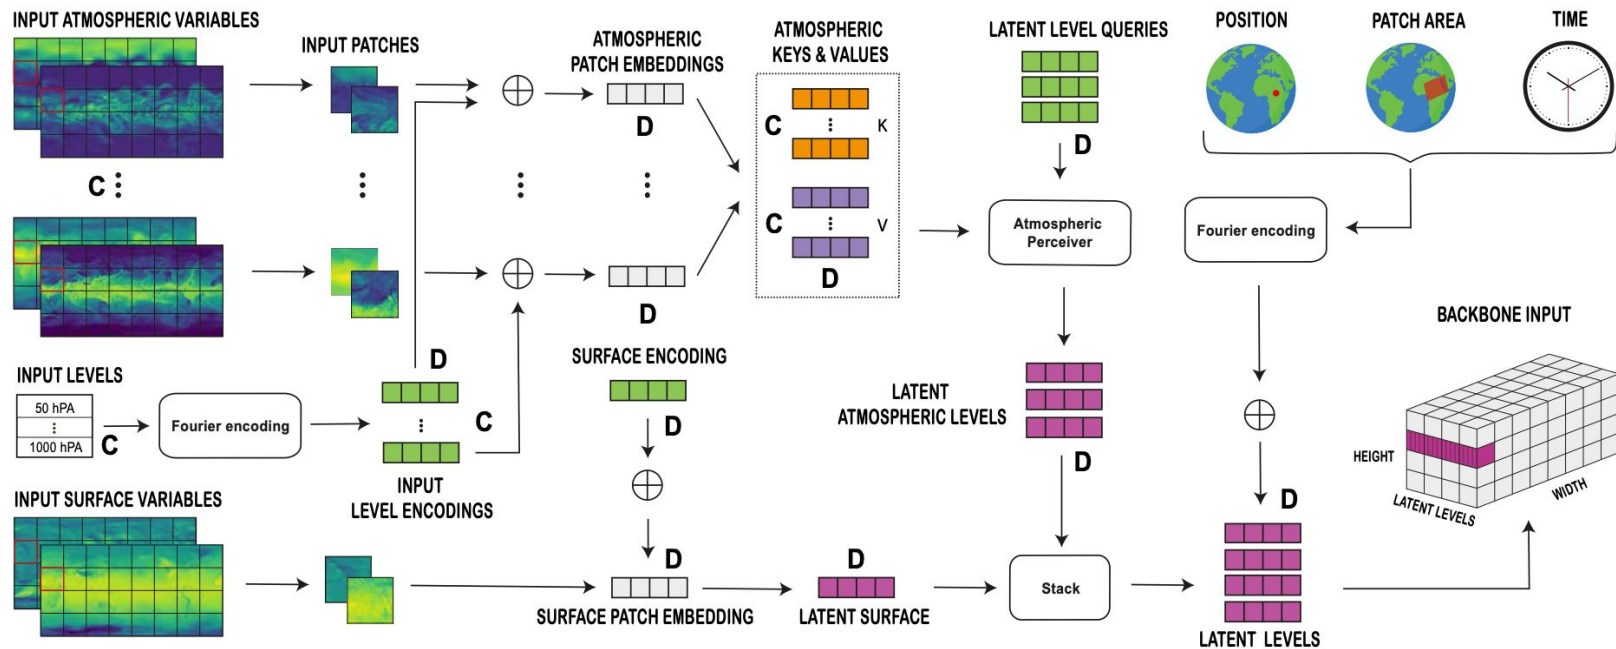 INPUT ATMOSPHERIC VARIABLES
INPUT PATCHES
ATMOSPHERIC
PATCH EMBEDDINGS
D
ATMOSPHERIC
KEYS & VALUES
C
K
C
V
D
LATENT LEVEL QUERIES
D
POSITION
PATCH AREA
TIME
C
Atmospheric
Perceiver
Fourier encoding
D
INPUT LEVELS
50 hPA
1000 hPA
C
Fourier encoding
D
C
INPUT
LEVEL ENCODINGS
SURFACE ENCODING
D
LATENT
ATMOSPHERIC LEVELS
D
BACKBONE INPUT
HEIGHT
LATENT LEVELS
WIDTH
INPUT SURFACE VARIABLES
D
SURFACE PATCH EMBEDDING
D
LATENT SURFACE
Stack
D
LATENT LEVELS